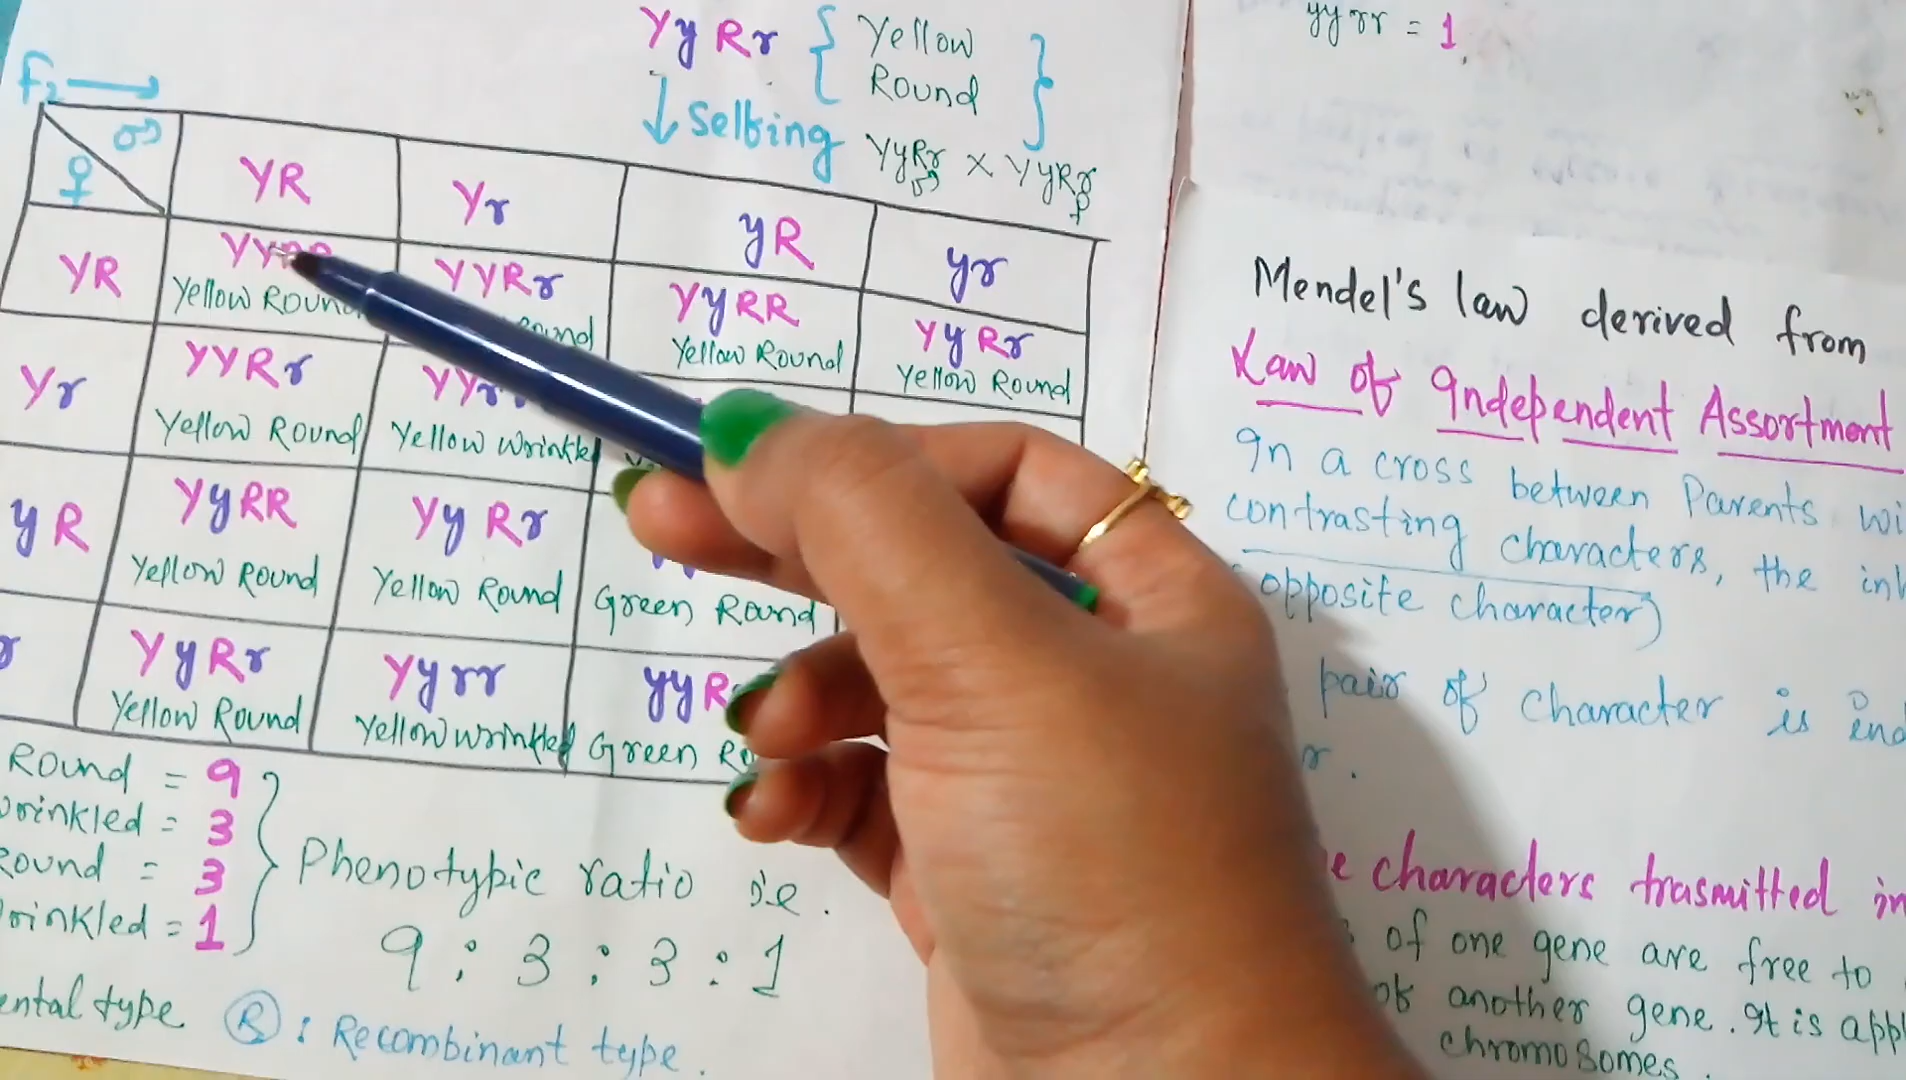 YyRr { Yellow
Round }
↓ Selfing
YyRr ♂ x YyRr ♀
F2 →
♂ ♀ YR Yr yR yr
YR YYRR YYRr YyRR YyRr
Yellow Round Yellow Round Yellow Round
Yr YYRr
Yellow Round Yellow Wrinkled
yR YyRR YyRr
Yellow Round Yellow Round Green Round
YyRr Yyrr
Yellow Round Yellow wrinkled Green
Round = 9
= 3
= 3
= 1
Phenotypic ratio i.e.
9 : 3 : 3 : 1
type (R) : Recombinant type.
yyrr = 1
Mendel's law derived from
Law of Independent Assortment
In a cross between Parents
contrasting characters, the
opposite character)
pair of character is
characters trasmitted in
of one gene are free to
of another gene. It is
chromosomes.